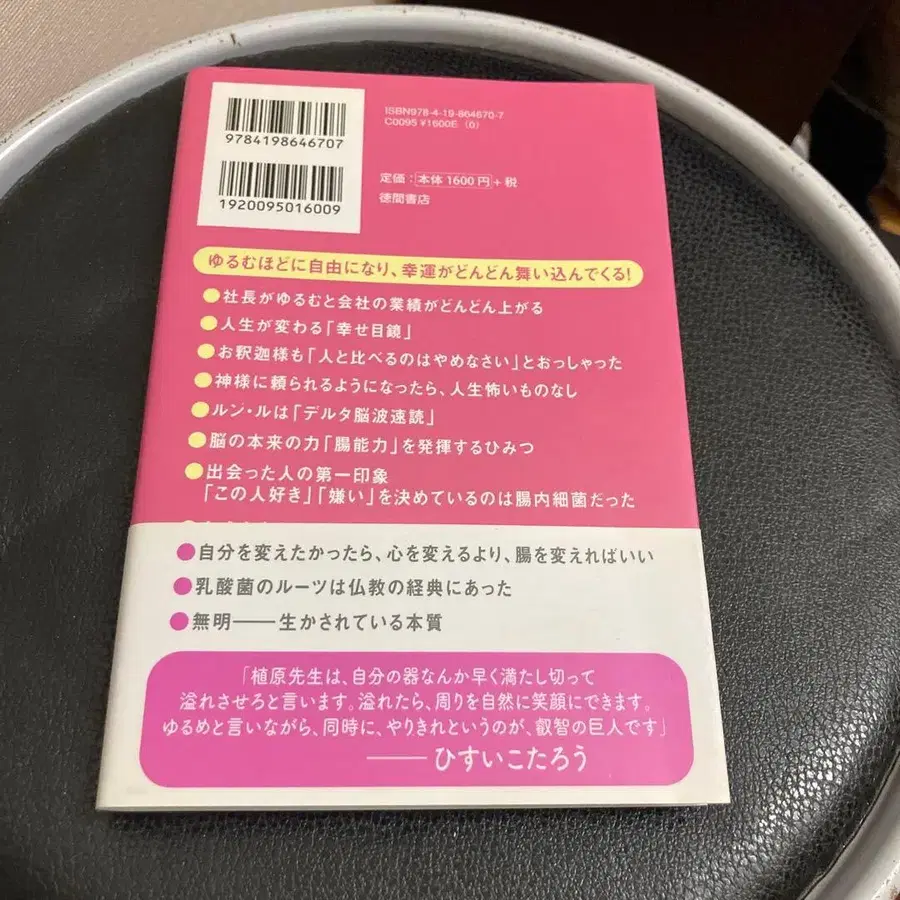 ISBN978-4-19-864670-7
C0095 ¥1600E (0)
9784198646707
定価:本体1600円+税
徳間書店
1920095016009
ゆるむほどに自由になり、幸運がどんどん舞い込んでくる!
●社長がゆるむと会社の業績がどんどん上がる
●人生が変わる「幸せ目鏡」
●お釈迦様も「人と比べるのはやめなさい」とおっしゃった
●神様に頼られるようになったら、人生怖いものなし
●ルン・ルは「デルタ脳波速読」
●脳の本来の力「腸能力」を発揮するひみつ
●出会った人の第一印象
「この人好き」「嫌い」を決めているのは腸内細菌だった
●自分を変えたかったら、心を変えるより、腸を変えればいい
●乳酸菌のルーツは仏教の経典にあった
●無明――生かされている本質
「植原先生は、自分の器なんか早く満たし切って
溢れさせろと言います。溢れたら、周りを自然に笑顔にできます。
ゆるめと言いながら、同時に、やりきれというのが、叡智の巨人です」
――ひすいこたろう